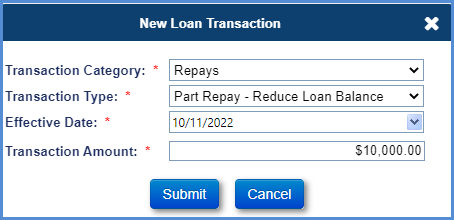 New Loan Transaction
Transaction Category: * Repays
Transaction Type: * Part Repay - Reduce Loan Balance
Effective Date: * 10/11/2022
Transaction Amount: * $10,000.00
Submit Cancel